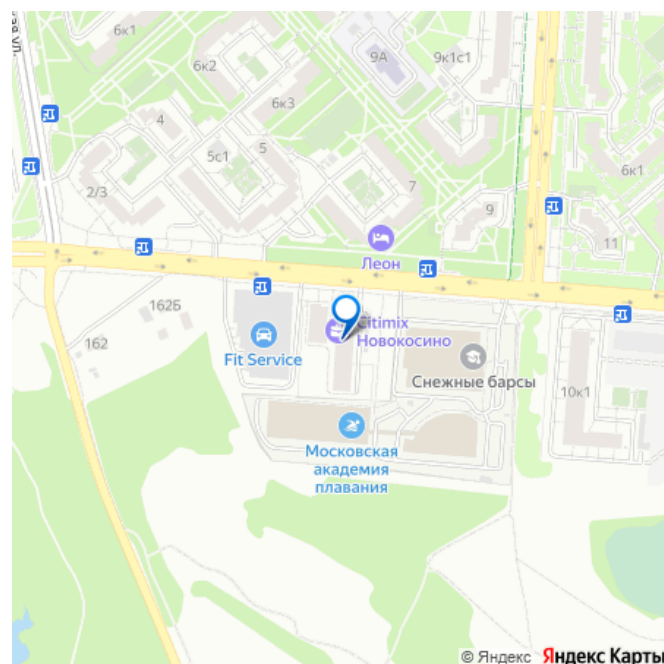 6к1
9А
9к1с1
6к2
6к3
4
5
5с1
7
6к1
2/3
9
11
Леон
162Б
162
Citimix
Новокосино
Fit Service
Снежные барсы
10к1
Московская
академия
плавания
© Яндекс Яндекс Карты